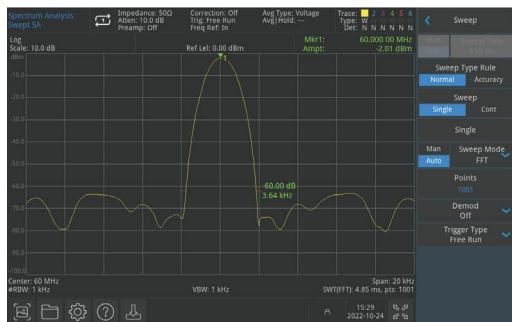 Spectrum Analysis
Swept SA
Impedance: 50Ω
Atten: 10.0 dB
Preamp: Off
Correction: Off
Trig: Free Run
Freq Ref: In
Avg Type: Voltage
Avg|Hold: ---
Trace: 1 2 3 4 5 6
Type: W
Det: N N N N N N
Log
Scale: 10.0 dB
Ref Lel: 0.00 dBm
Mkr1: 60.000 00 MHz
Ampt: -2.01 dBm
dBm
1
-10.0
-20.0
-30.0
-40.0
-50.0
-60.0
-70.0
-80.0
-90.0
-100.0
60.00 dB
3.64 kHz
Center: 60 MHz
#RBW: 1 kHz
VBW: 1 kHz
Span: 20 kHz
SWT(FFT): 4.85 ms, pts: 1001
15:29
2022-10-24
Sweep
Man
Sweep Time
Sweep Type Rule
Normal Accuracy
Sweep
Single Cont
Single
Man
Auto
Sweep Mode
FFT
Points
1001
Demod
Off
Trigger Type
Free Run